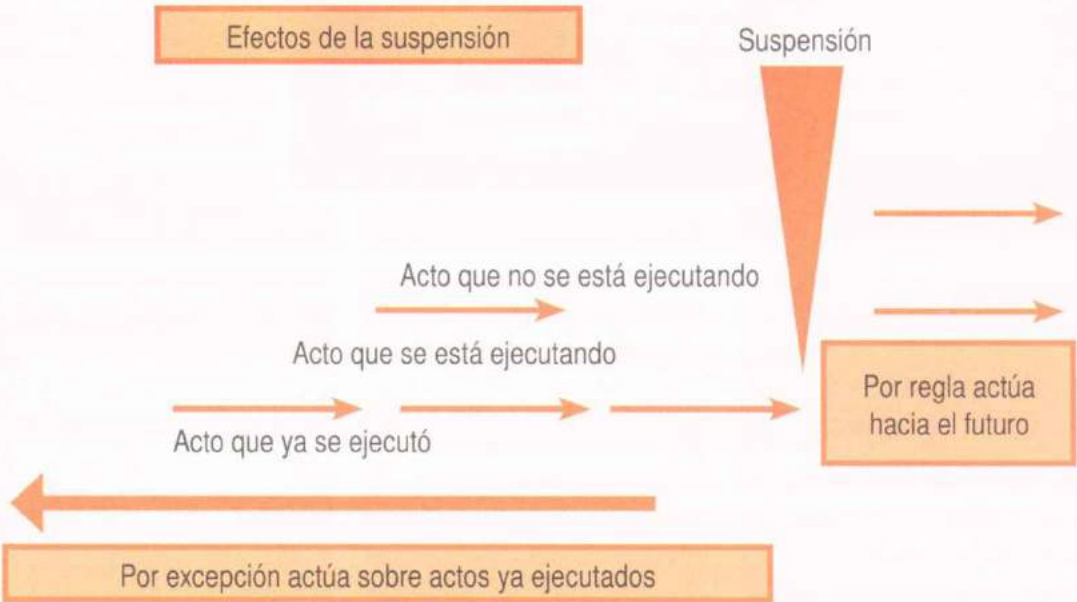 Efectos de la suspensión
Suspensión
Acto que no se está ejecutando
Acto que se está ejecutando
Acto que ya se ejecutó
Por regla actúa
hacia el futuro
Por excepción actúa sobre actos ya ejecutados